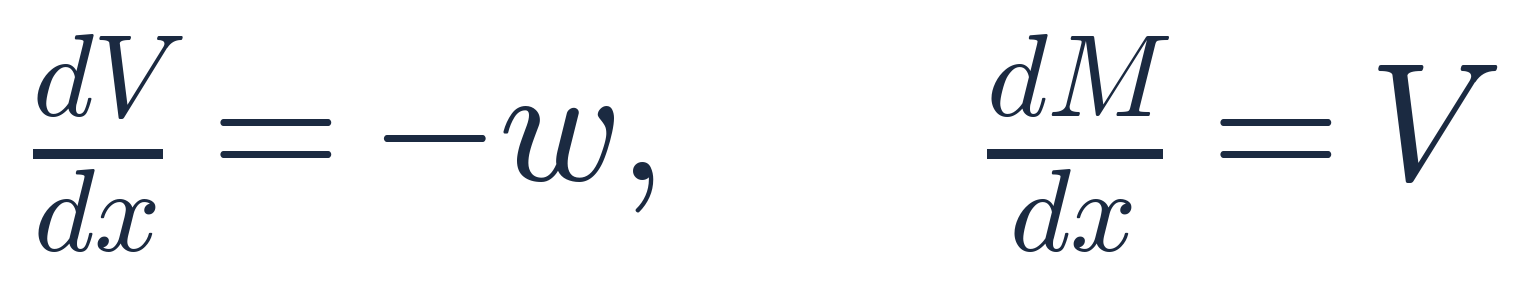 dV/dx = −w, dM/dx = V